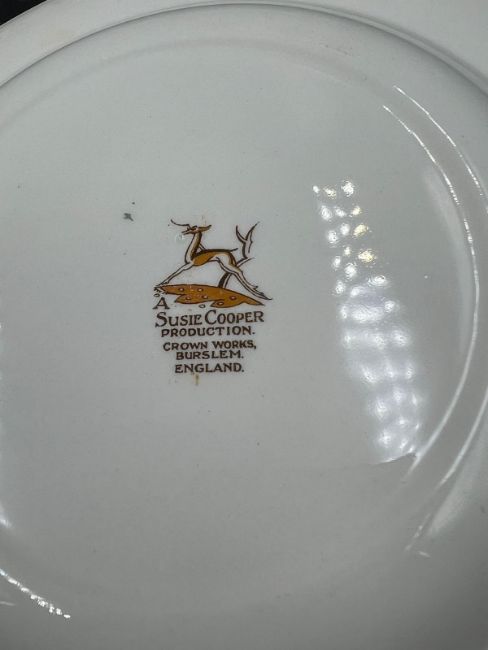 A
SUSIE COOPER
PRODUCTION.
CROWN WORKS,
BURSLEM.
ENGLAND.